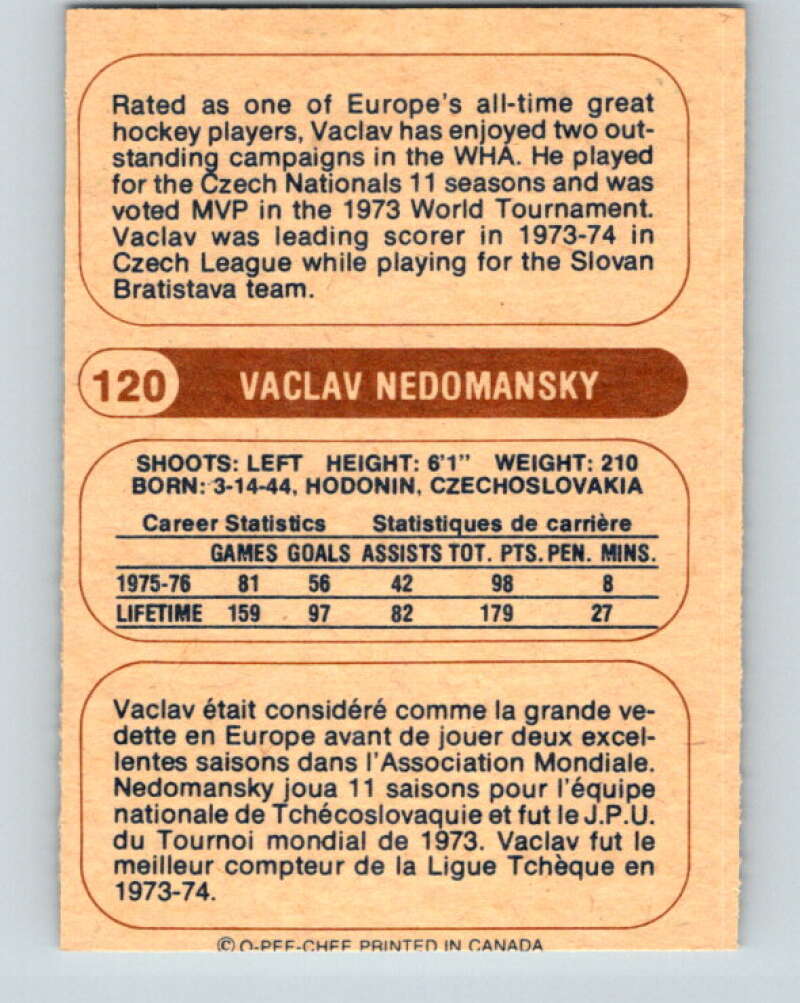 Rated as one of Europe's all-time great
hockey players, Vaclav has enjoyed two out-
standing campaigns in the WHA. He played
for the Czech Nationals 11 seasons and was
voted MVP in the 1973 World Tournament.
Vaclav was leading scorer in 1973-74 in
Czech League while playing for the Slovan
Bratistava team.
120 VACLAV NEDOMANSKY
SHOOTS: LEFT HEIGHT: 6'1" WEIGHT: 210
BORN: 3-14-44, HODONIN, CZECHOSLOVAKIA
Career Statistics Statistiques de carrière
GAMES GOALS ASSISTS TOT. PTS. PEN. MINS.
1975-76 81 56 42 98 8
LIFETIME 159 97 82 179 27
Vaclav était considéré comme la grande ve-
dette en Europe avant de jouer deux excel-
lentes saisons dans l'Association Mondiale.
Nedomansky joua 11 saisons pour l'équipe
nationale de Tchécoslovaquie et fut le J.P.U.
du Tournoi mondial de 1973. Vaclav fut le
meilleur compteur de la Ligue Tchèque en
1973-74.
© O-PEE-CHEE PRINTED IN CANADA